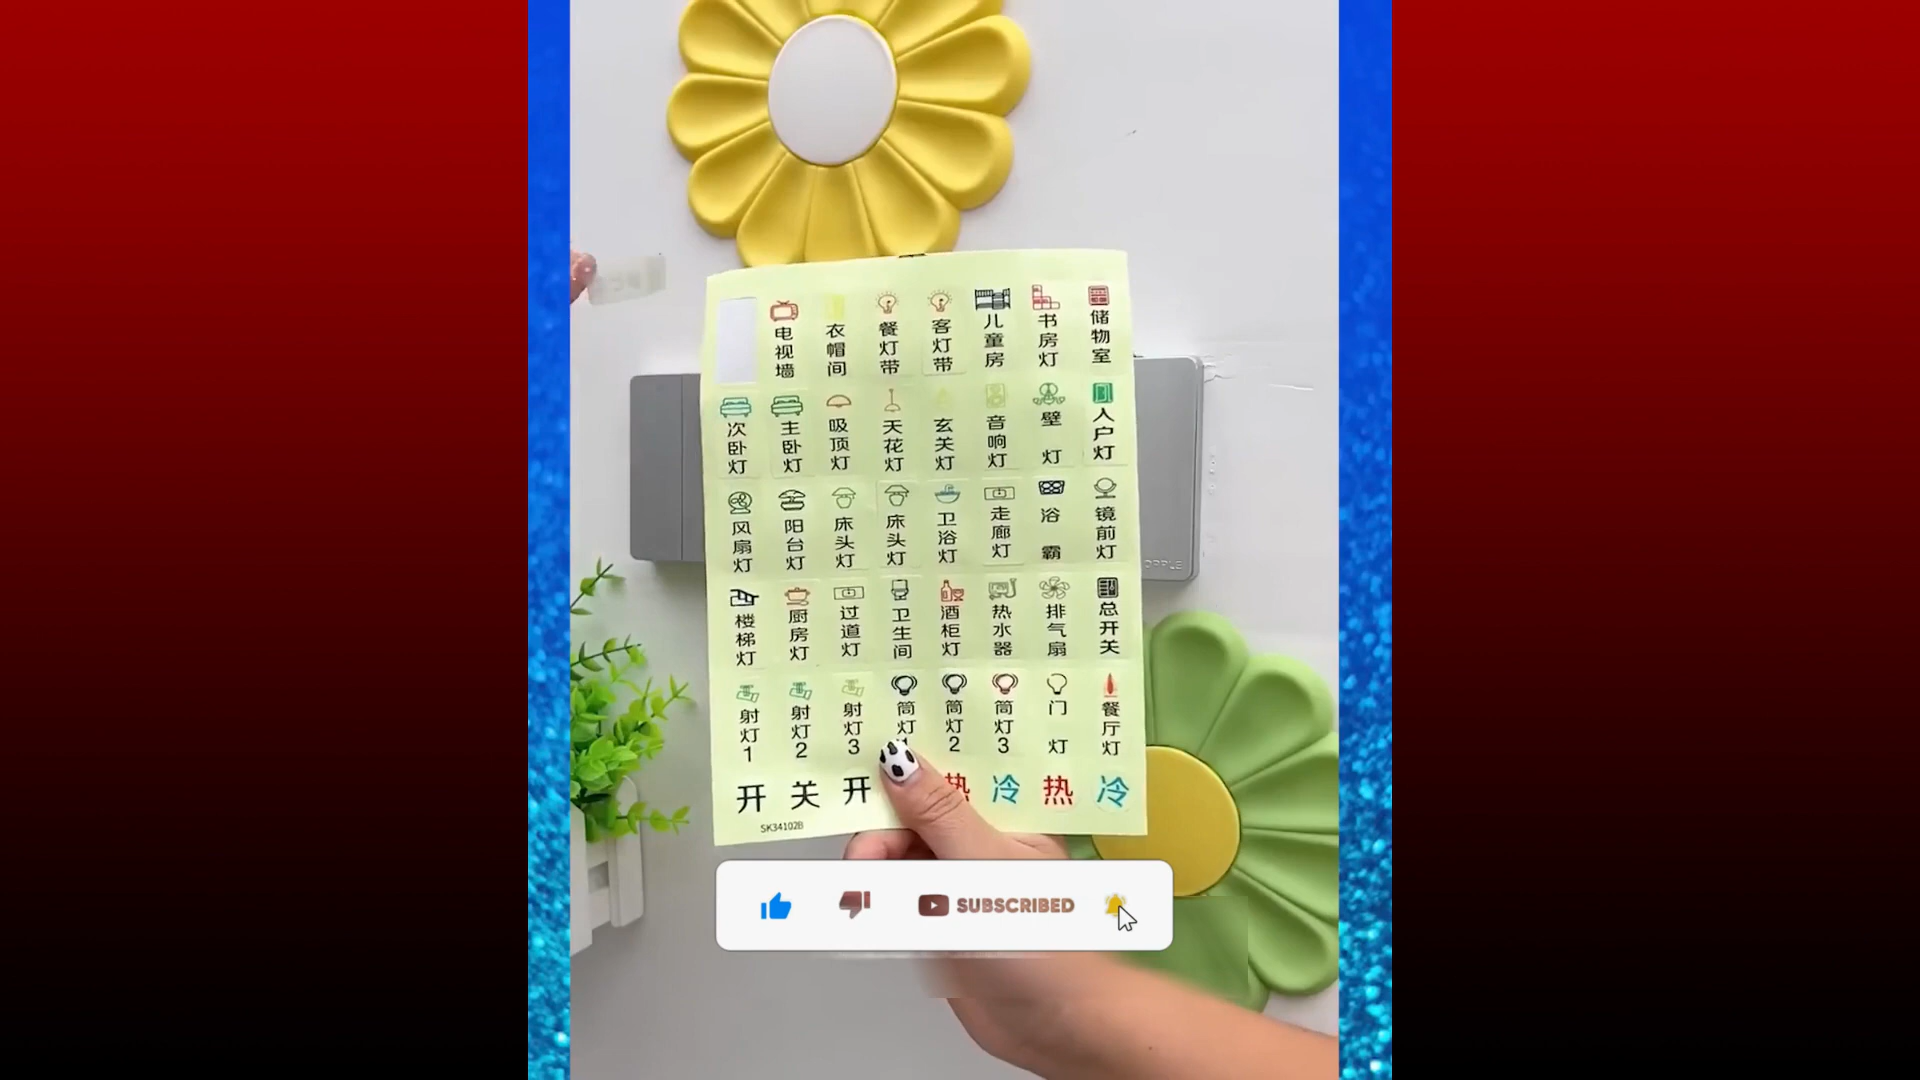 电视墙
衣帽间
餐灯带
客灯带
儿童房
书房灯
储物室
次卧灯
主卧灯
吸顶灯
天花灯
玄关灯
音响灯
壁灯
入户灯
风扇灯
阳台灯
床头灯
床头灯
卫浴灯
走廊灯
浴霸
镜前灯
楼梯灯
厨房灯
过道灯
卫生间
酒柜灯
热水器
排气扇
总开关
射灯1
射灯2
射灯3
筒灯1
筒灯2
筒灯3
门灯
餐厅灯
开 关 开 热 冷 热 冷
SK34102B
OPPLE
SUBSCRIBED